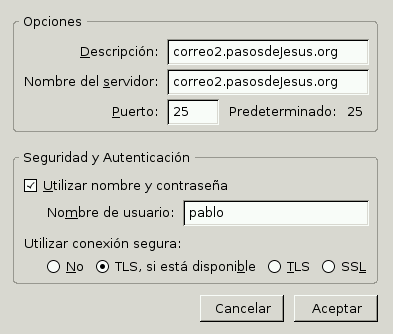 Opciones
Descripción: correo2.pasosdeJesus.org
Nombre del servidor: correo2.pasosdeJesus.org
Puerto: 25 Predeterminado: 25
Seguridad y Autenticación
Utilizar nombre y contraseña
Nombre de usuario: pablo
Utilizar conexión segura:
No TLS, si está disponible TLS SSL
Cancelar Aceptar